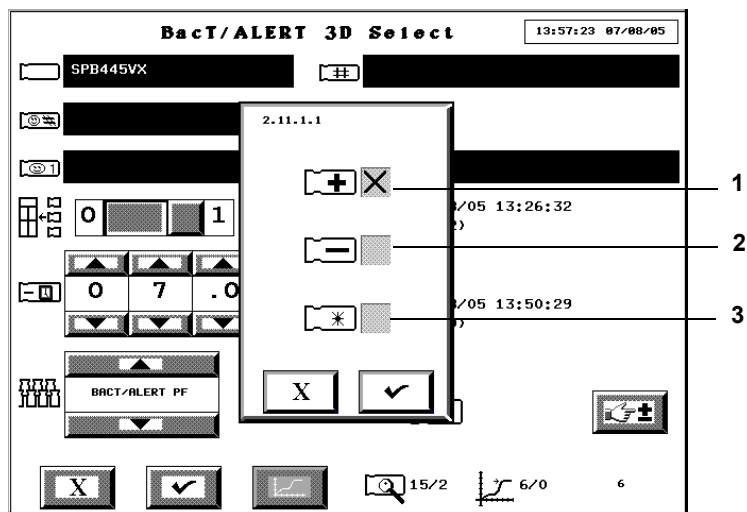 BacT/ALERT 3D Select
13:57:23 07/08/05
SPB445VX
2.11.1.1
1
0 1
/05 13:26:32
2
0 7 .0
/05 13:50:29
3
BACT/ALERT PF
X
X
15/2
6/0
6